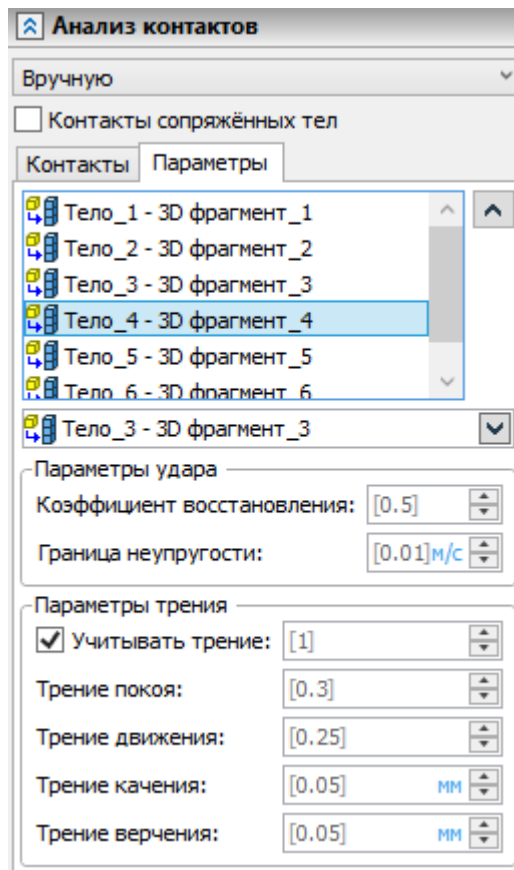 Анализ контактов
Вручную
Контакты сопряжённых тел
Контакты Параметры
Тело_1 - 3D фрагмент_1
Тело_2 - 3D фрагмент_2
Тело_3 - 3D фрагмент_3
Тело_4 - 3D фрагмент_4
Тело_5 - 3D фрагмент_5
Тело_6 - 3D фрагмент_6
Тело_3 - 3D фрагмент_3
Параметры удара
Коэффициент восстановления: [0.5]
Граница неупругости: [0.01]м/с
Параметры трения
Учитывать трение: [1]
Трение покоя: [0.3]
Трение движения: [0.25]
Трение качения: [0.05] мм
Трение верчения: [0.05] мм